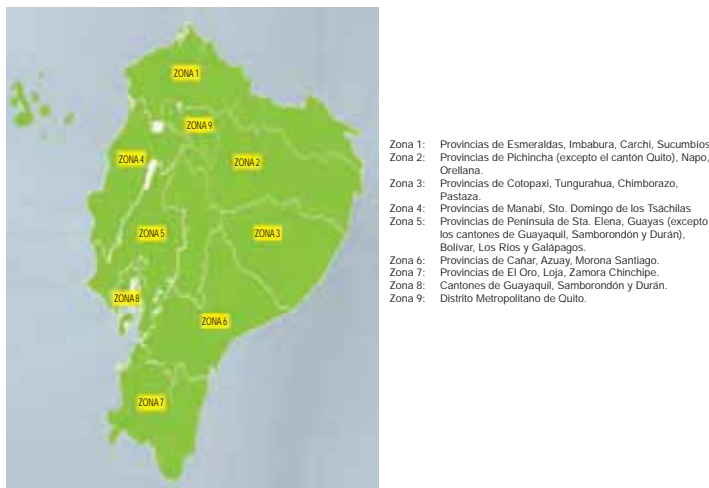 ZONA 1
ZONA 9
ZONA 4
ZONA 2
ZONA 5
ZONA 3
ZONA 8
ZONA 6
ZONA 7
Zona 1: Provincias de Esmeraldas, Imbabura, Carchi, Sucumbíos
Zona 2: Provincias de Pichincha (excepto el cantón Quito), Napo,
Orellana.
Zona 3: Provincias de Cotopaxi, Tungurahua, Chimborazo,
Pastaza.
Zona 4: Provincias de Manabí, Sto. Domingo de los Tsáchilas
Zona 5: Provincias de Península de Sta. Elena, Guayas (excepto
los cantones de Guayaquil, Samborondón y Durán),
Bolívar, Los Ríos y Galápagos.
Zona 6: Provincias de Cañar, Azuay, Morona Santiago.
Zona 7: Provincias de El Oro, Loja, Zamora Chinchipe.
Zona 8: Cantones de Guayaquil, Samborondón y Durán.
Zona 9: Distrito Metropolitano de Quito.